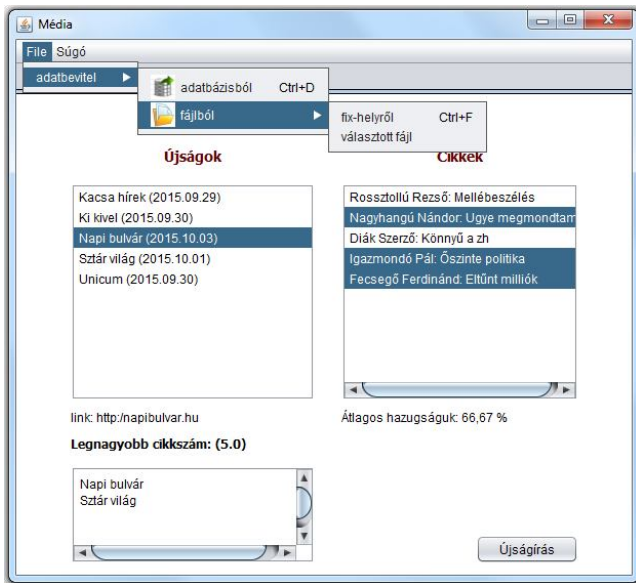 Média
File Súgó
adatbevitel
adatbázisból Ctrl+D
fájlból
fix-helyről Ctrl+F
választott fájl
Újságok
Cikkek
Kacsa hírek (2015.09.29)
Ki kivel (2015.09.30)
Napi bulvár (2015.10.03)
Sztár világ (2015.10.01)
Unicum (2015.09.30)
Rossztollú Rezső: Mellébeszélés
Nagyhangú Nándor: Ugye megmondtam
Diák Szerző: Könnyű a zh
Igazmondó Pál: Őszinte politika
Fecsegő Ferdinánd: Eltűnt milliók
link: http:/napibulvar.hu
Átlagos hazugságuk: 66,67 %
Legnagyobb cikkszám: (5.0)
Napi bulvár
Sztár világ
Újságírás